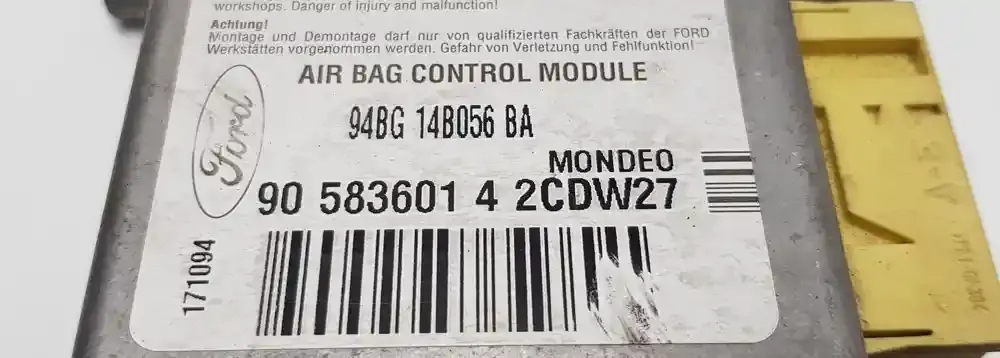 workshops. Danger of injury and malfunction!
Achtung!
Montage und Demontage darf nur von qualifizierten Fachkräften der FORD
Werkstätten vorgenommen werden. Gefahr von Verletzung und Fehlfunktion!
AIR BAG CONTROL MODULE
Ford
94BG 14B056 BA
MONDEO
90 583601 4 2CDW27
171094